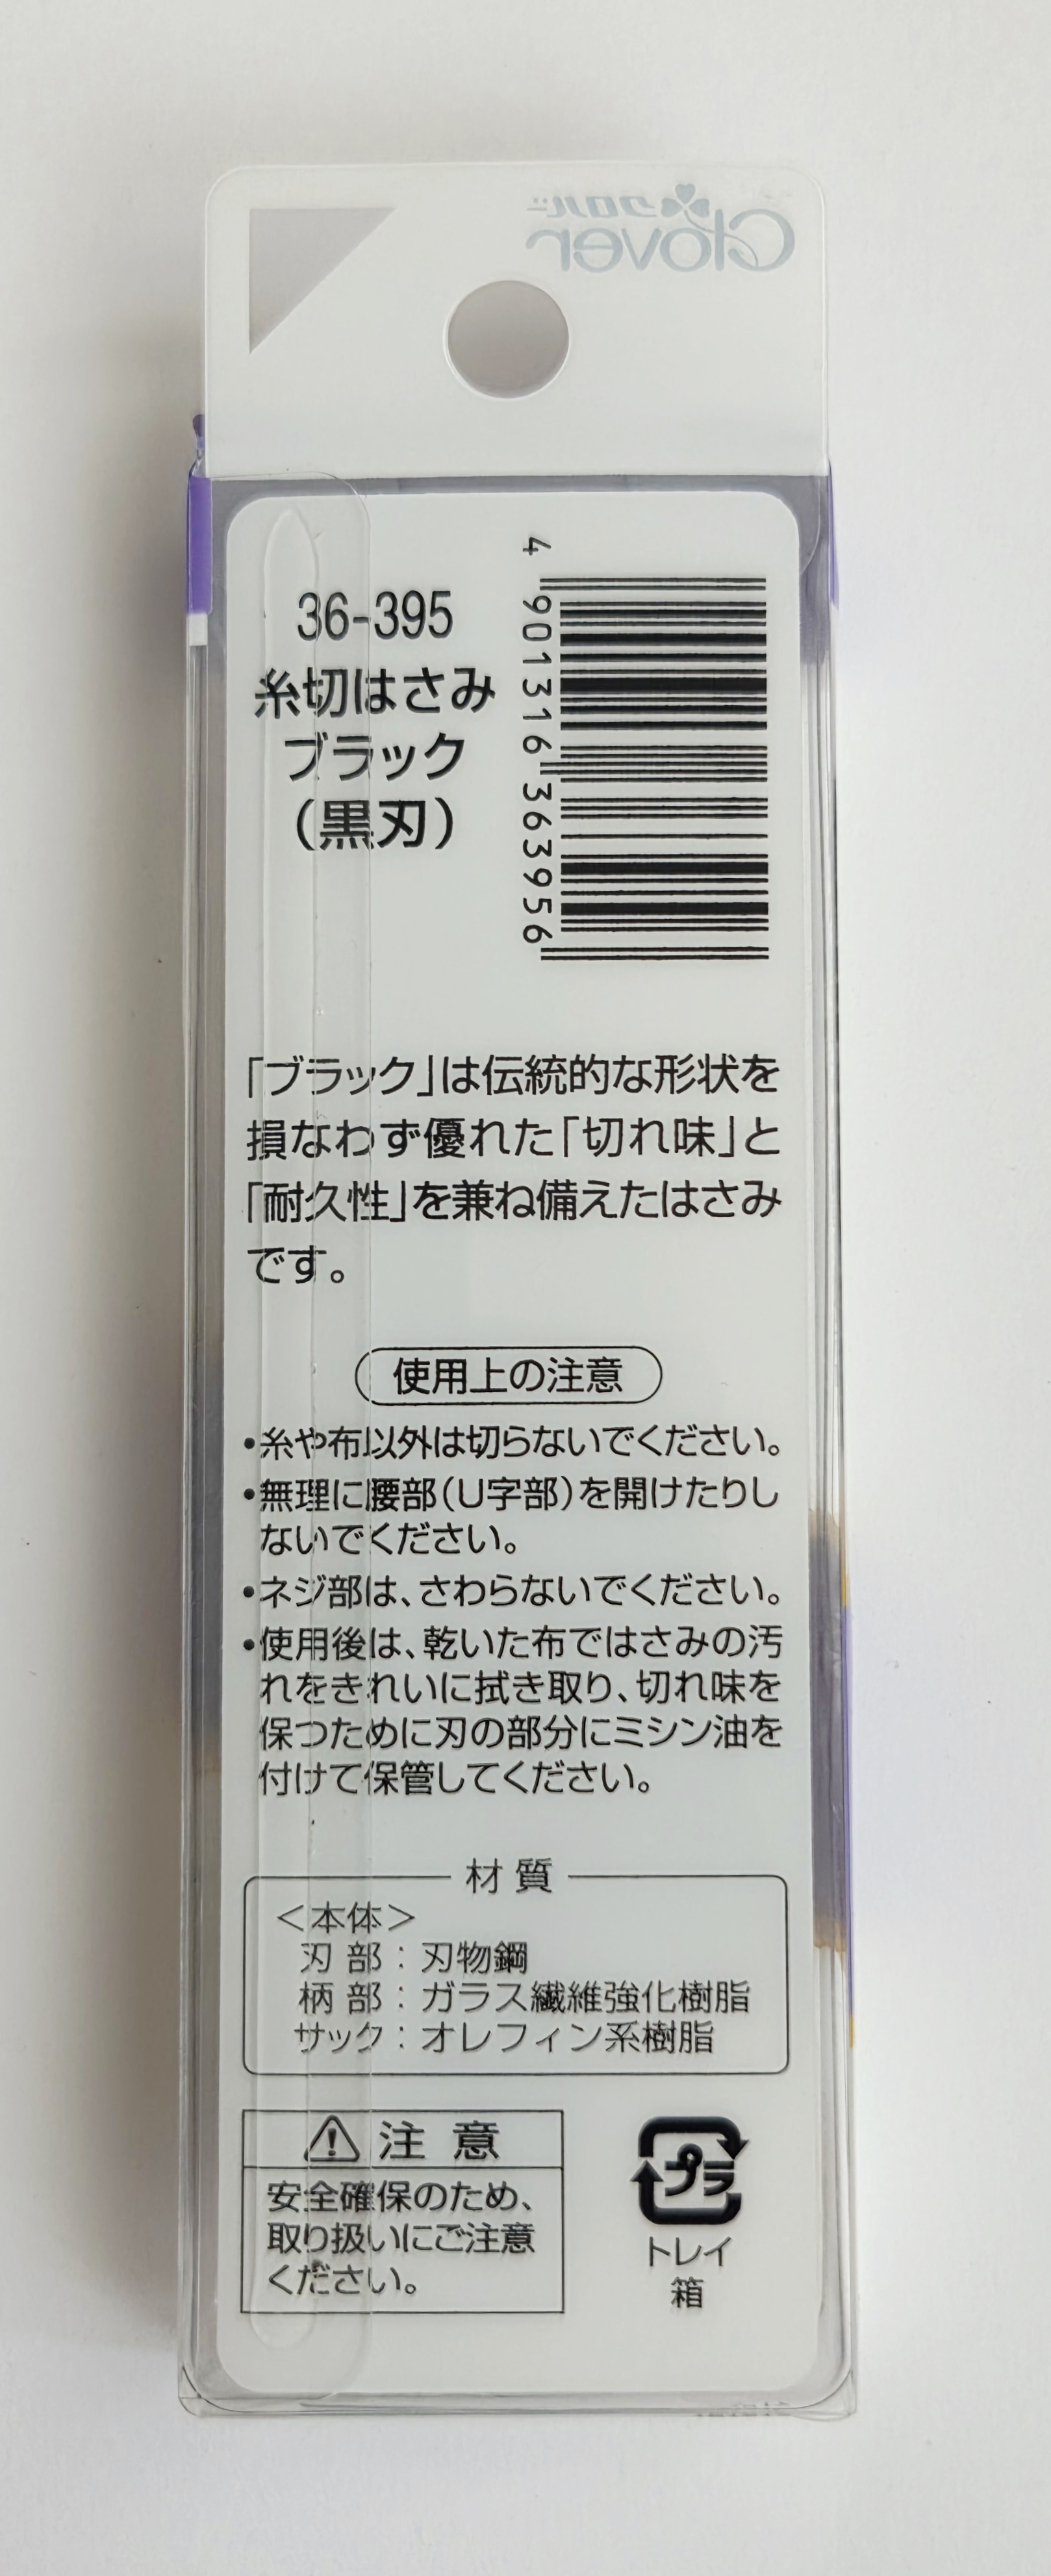 クロバー
Clover
36-395
糸切はさみ
ブラック
（黒刃）
4 901316 363956
「ブラック」は伝統的な形状を
損なわず優れた「切れ味」と
「耐久性」を兼ね備えたはさみ
です。
使用上の注意
・糸や布以外は切らないでください。
・無理に腰部（U字部）を開けたりし
ないでください。
・ネジ部は、さわらないでください。
・使用後は、乾いた布ではさみの汚
れをきれいに拭き取り、切れ味を
保つために刃の部分にミシン油を
付けて保管してください。
材質
＜本体＞
刃部：刃物鋼
柄部：ガラス繊維強化樹脂
サック：オレフィン系樹脂
注意
安全確保のため、
取り扱いにご注意
ください。
プラ
トレイ
箱